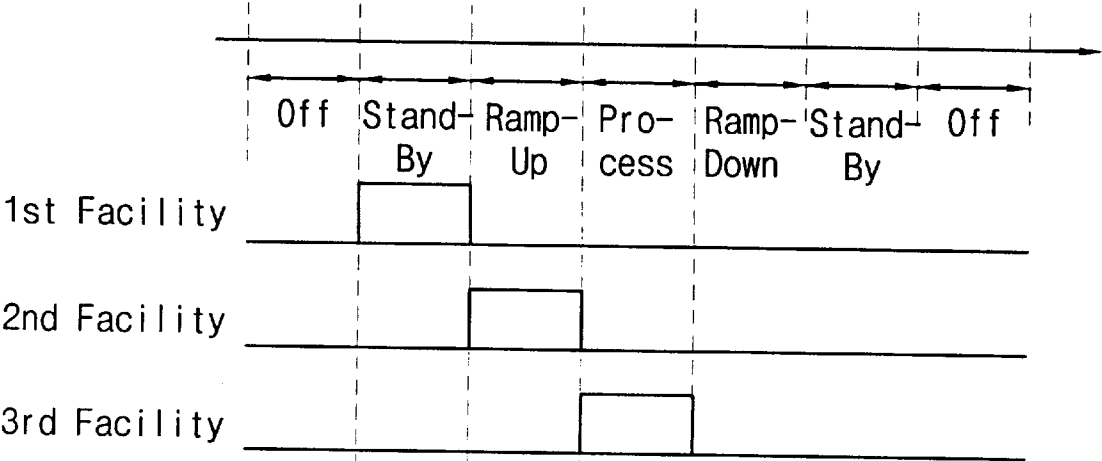 Off Stand- Ramp- Pro- Ramp- Stand- Off
By Up cess Down By
1st Facility
2nd Facility
3rd Facility